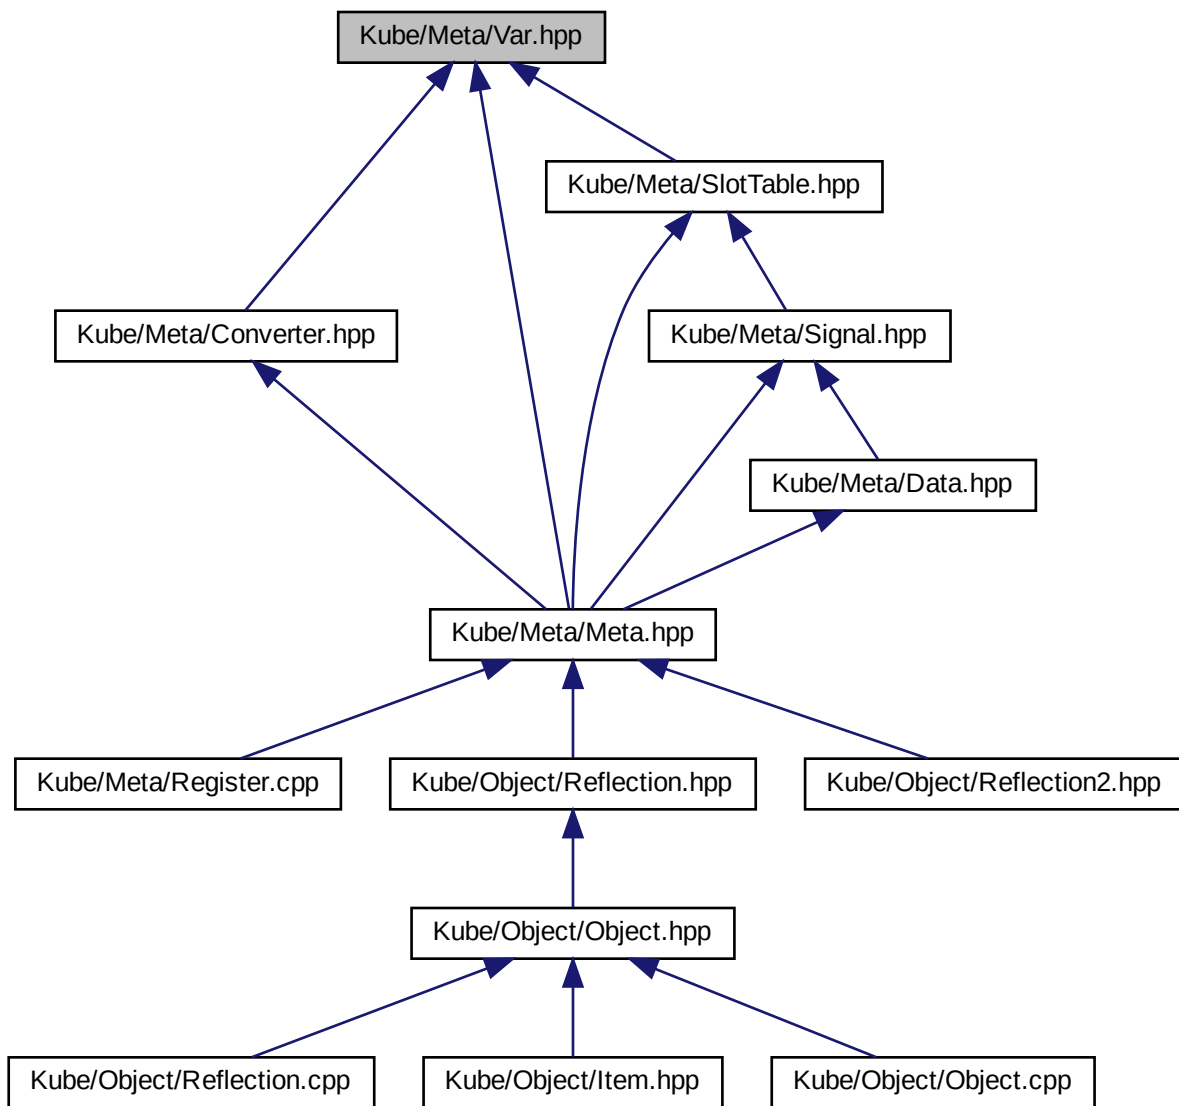 Kube/Meta/Var.hpp
Kube/Meta/SlotTable.hpp
Kube/Meta/Converter.hpp
Kube/Meta/Signal.hpp
Kube/Meta/Data.hpp
Kube/Meta/Meta.hpp
Kube/Meta/Register.cpp
Kube/Object/Reflection.hpp
Kube/Object/Reflection2.hpp
Kube/Object/Object.hpp
Kube/Object/Reflection.cpp
Kube/Object/Item.hpp
Kube/Object/Object.cpp